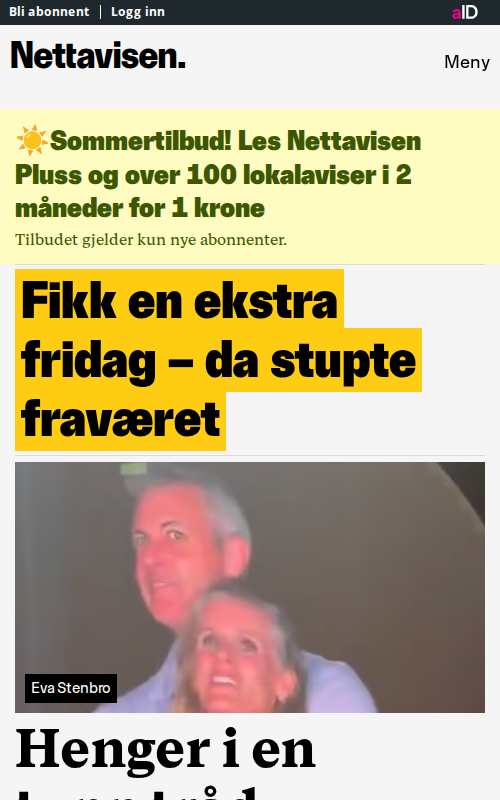 Bli abonnent | Logg inn
aID
Nettavisen.
Meny
☀️Sommertilbud! Les Nettavisen
Pluss og over 100 lokalaviser i 2
måneder for 1 krone
Tilbudet gjelder kun nye abonnenter.
Fikk en ekstra
fridag – da stupte
fraværet
Eva Stenbro
Henger i en